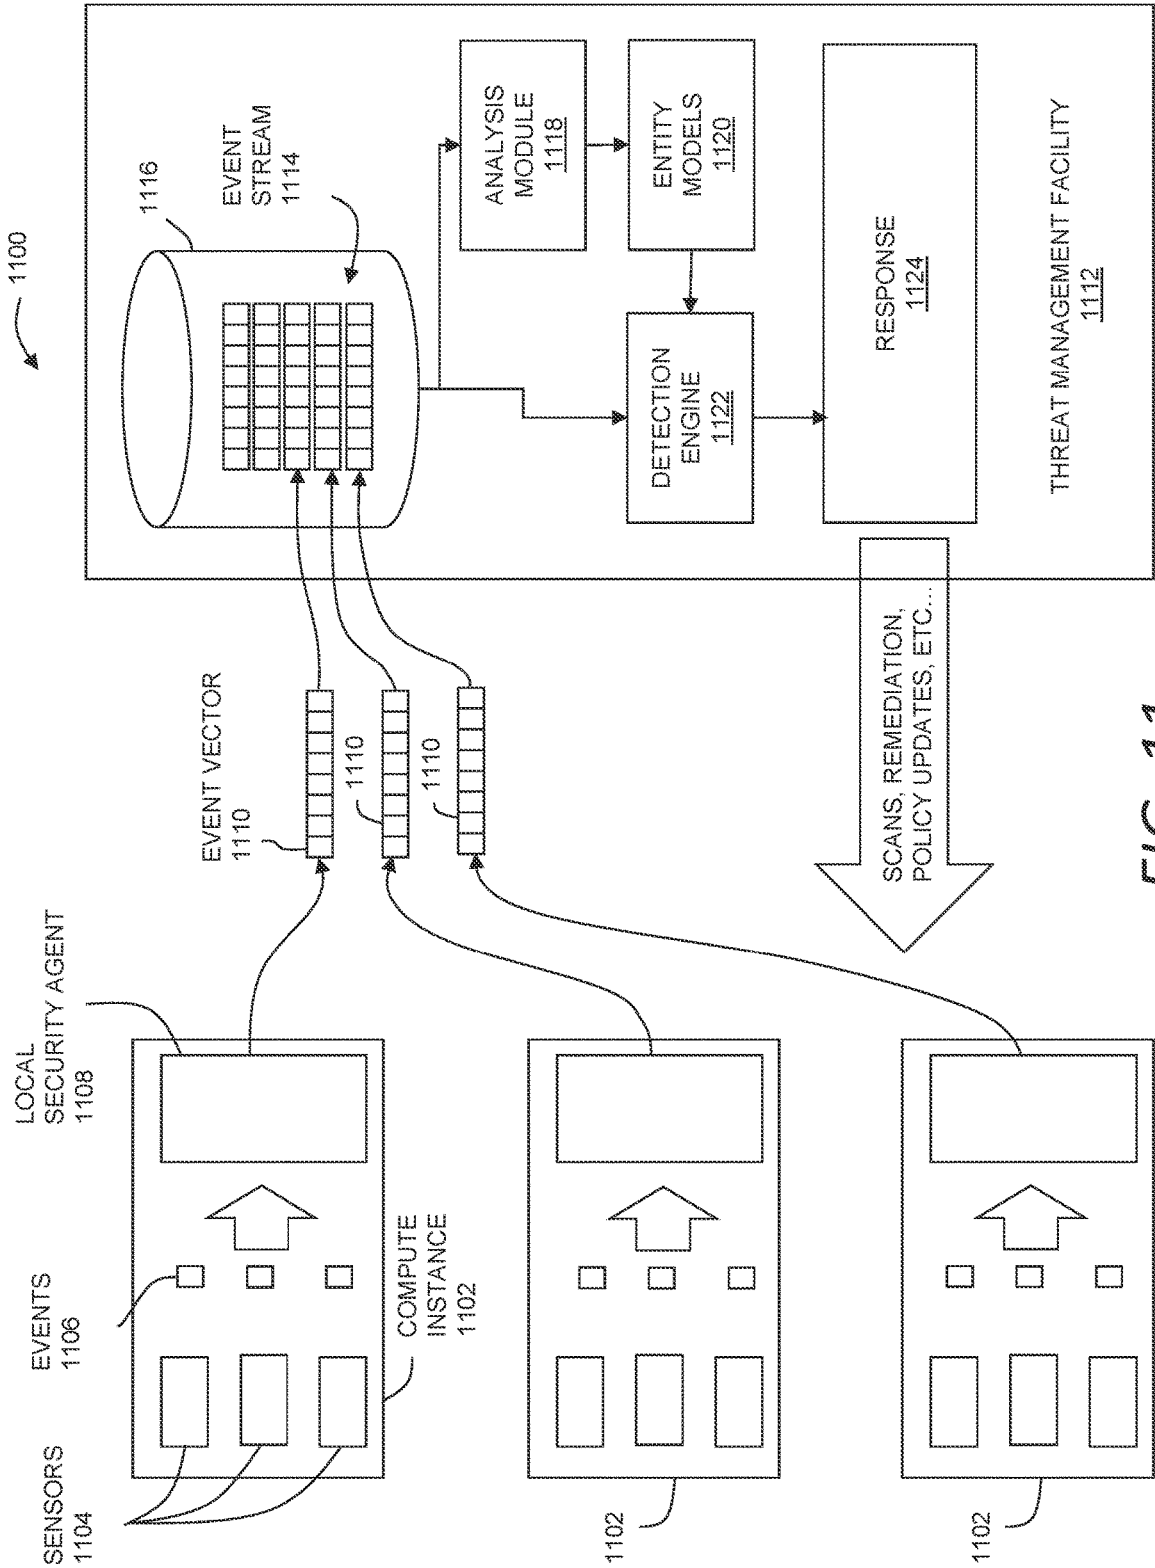 1100
SENSORS
1104
EVENTS
1106
LOCAL
SECURITY AGENT
1108
COMPUTE
INSTANCE
1102
1102
1102
EVENT VECTOR
1110
1110
1110
1116
EVENT
STREAM
1114
ANALYSIS
MODULE
1118
ENTITY
MODELS
1120
DETECTION
ENGINE
1122
RESPONSE
1124
THREAT MANAGEMENT FACILITY
1112
SCANS, REMEDIATION,
POLICY UPDATES, ETC...
FIG. 11